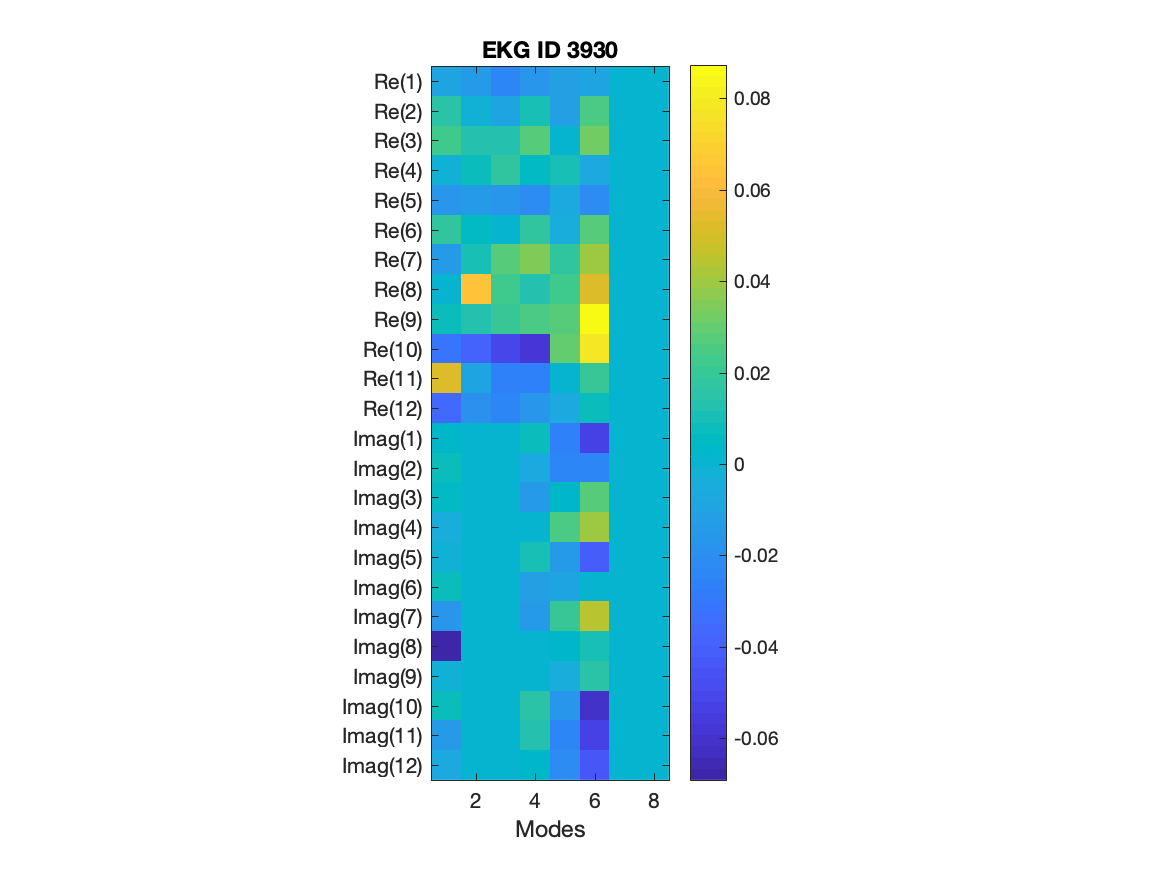 EKG ID 3930
Re(1)
Re(2)
Re(3)
Re(4)
Re(5)
Re(6)
Re(7)
Re(8)
Re(9)
Re(10)
Re(11)
Re(12)
Imag(1)
Imag(2)
Imag(3)
Imag(4)
Imag(5)
Imag(6)
Imag(7)
Imag(8)
Imag(9)
Imag(10)
Imag(11)
Imag(12)
2 4 6 8
Modes
0.08
0.06
0.04
0.02
0
-0.02
-0.04
-0.06